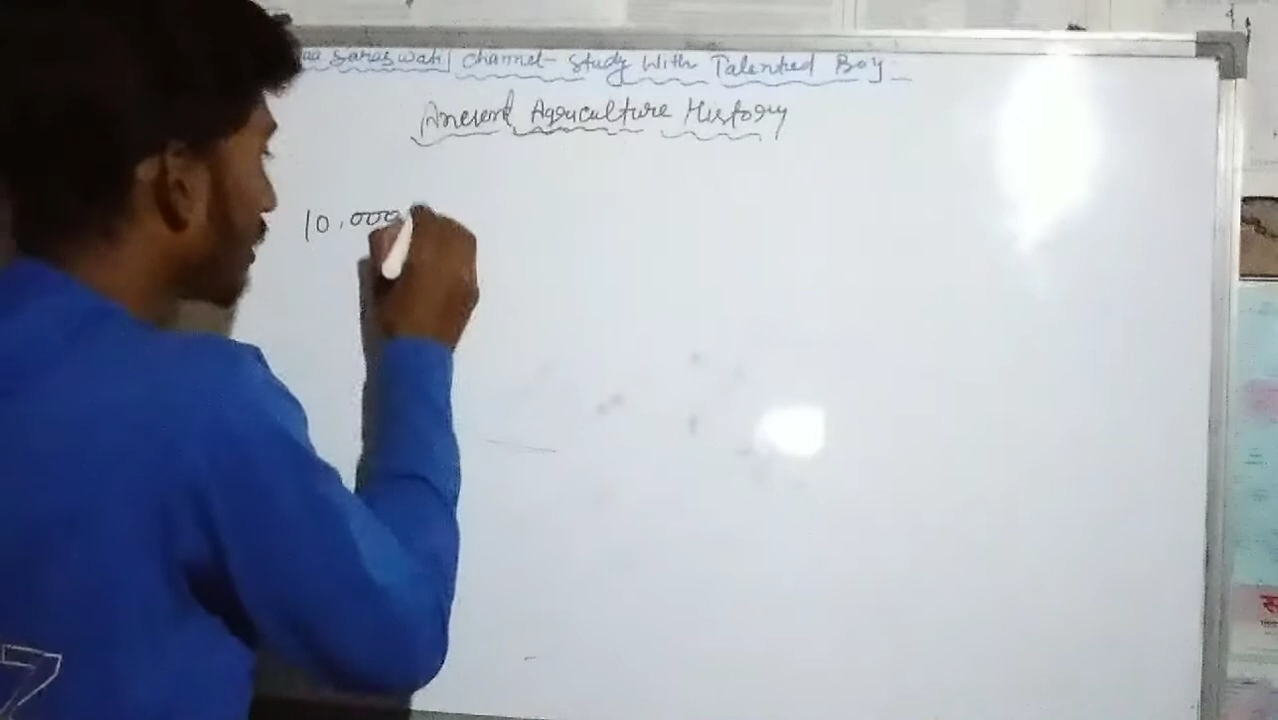 Saraswati Channel- Study With Talented Boy
Ancient Agriculture History
10,000